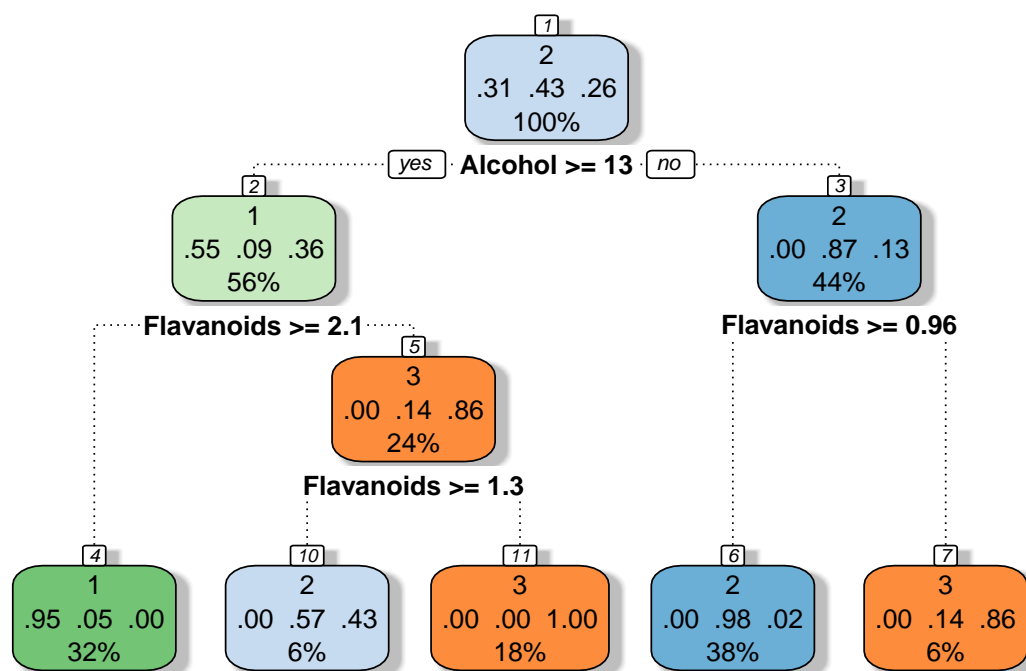 1
2
.31 .43 .26
100%
yes Alcohol >= 13 no
2
1
.55 .09 .36
56%
3
2
.00 .87 .13
44%
Flavanoids >= 2.1
Flavanoids >= 0.96
5
3
.00 .14 .86
24%
Flavanoids >= 1.3
4
1
.95 .05 .00
32%
10
2
.00 .57 .43
6%
11
3
.00 .00 1.00
18%
6
2
.00 .98 .02
38%
7
3
.00 .14 .86
6%